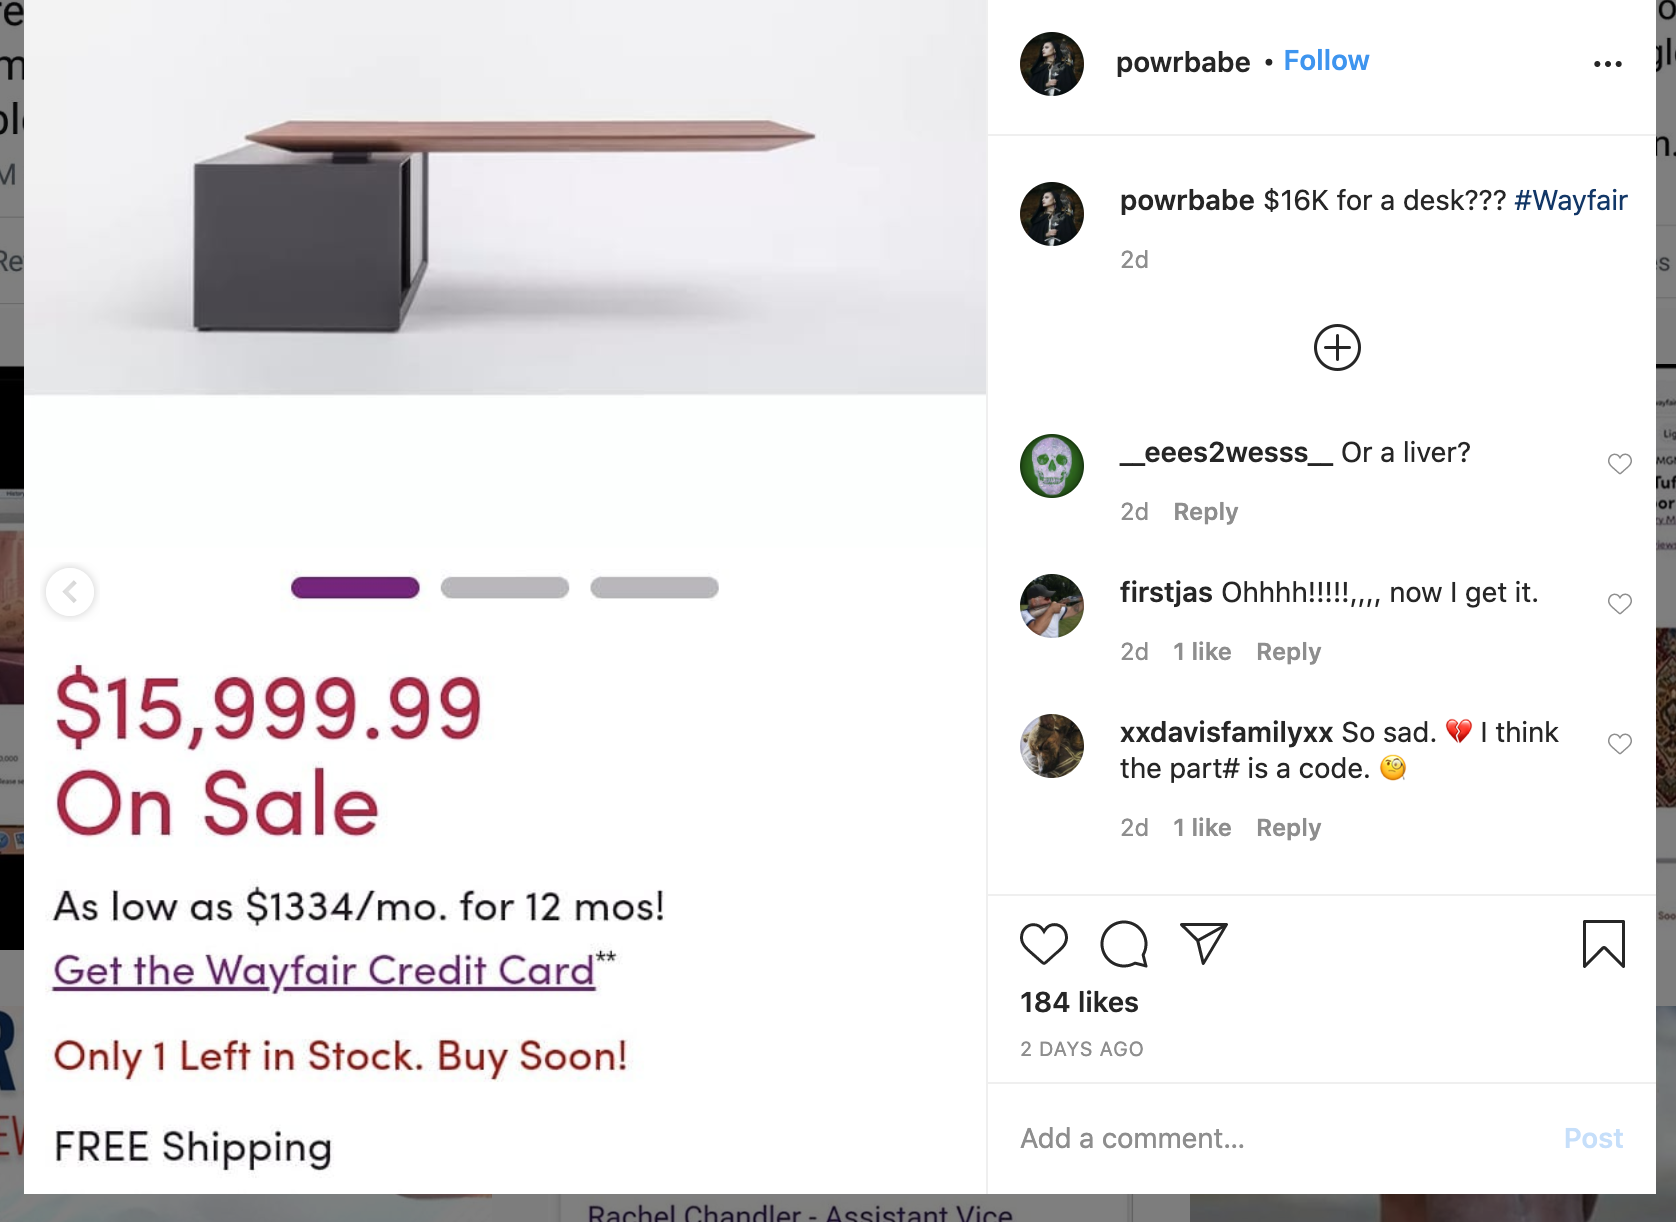 powrbabe • Follow
powrbabe $16K for a desk??? #Wayfair
2d
__eees2wesss__ Or a liver?
2d Reply
firstjas Ohhhh!!!!!,,,, now I get it.
2d 1 like Reply
xxdavisfamilyxx So sad. 💔 I think
the part# is a code. 🧐
2d 1 like Reply
184 likes
2 DAYS AGO
Add a comment... Post
$15,999.99
On Sale
As low as $1334/mo. for 12 mos!
Get the Wayfair Credit Card**
Only 1 Left in Stock. Buy Soon!
FREE Shipping
Rachel Chandler - Assistant Vice